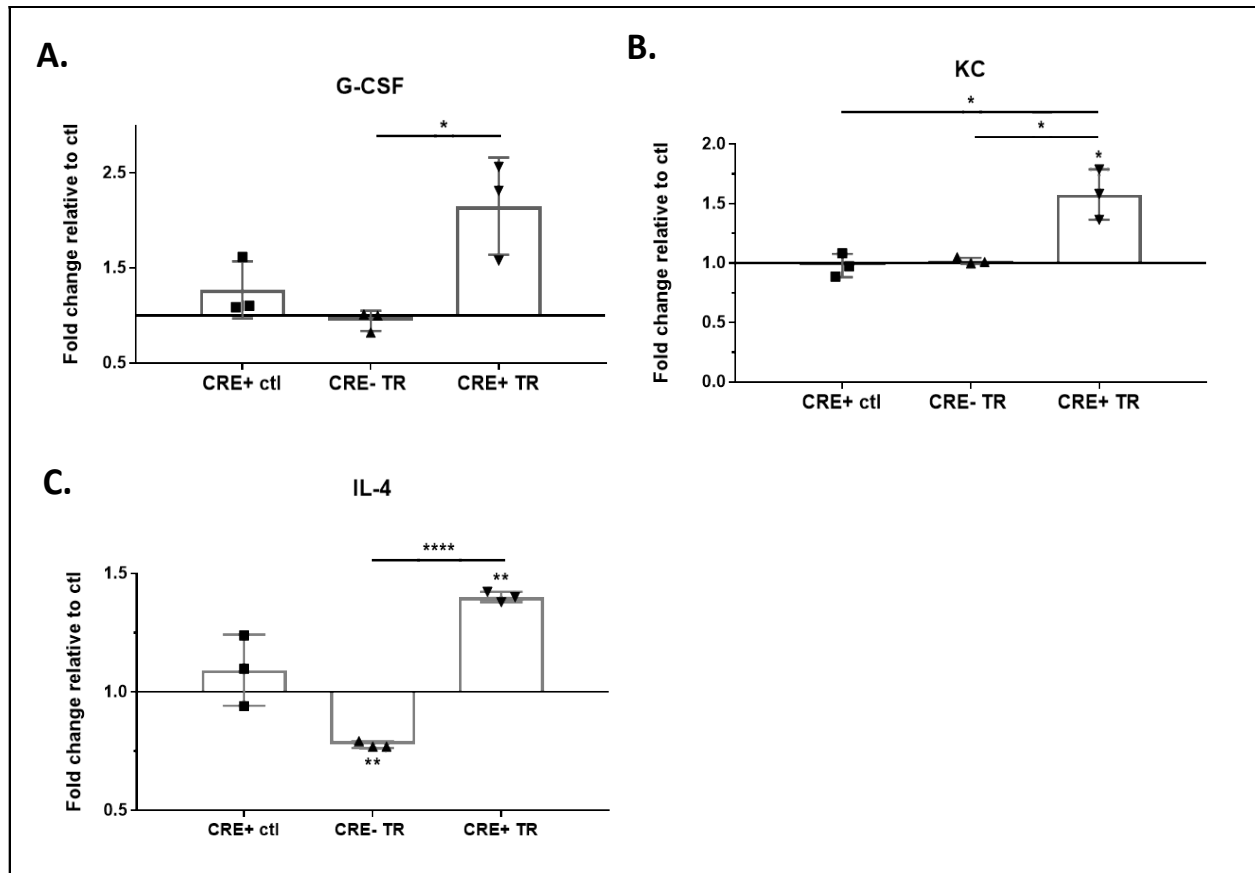 A.
G-CSF
*
Fold change relative to ctl
2.5
1.5
0.5
CRE+ ctl CRE- TR CRE+ TR
B.
KC
*
*
*
Fold change relative to ctl
2.0
1.5
1.0
0.5
0.0
CRE+ ctl CRE- TR CRE+ TR
C.
IL-4
****
**
**
Fold change relative to ctl
1.5
1.0
0.5
CRE+ ctl CRE- TR CRE+ TR